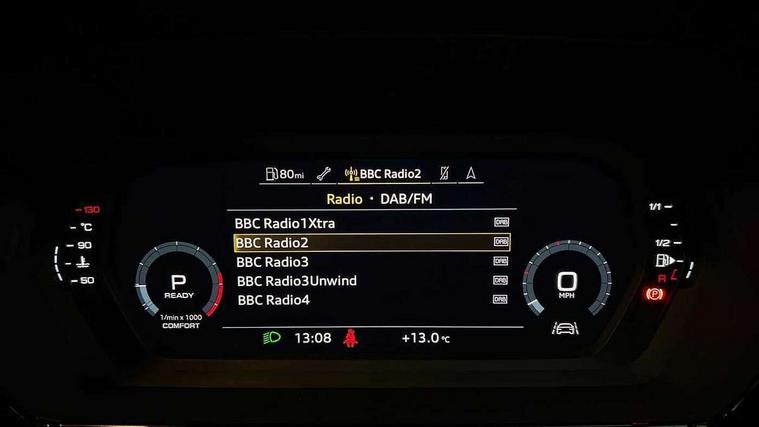 80mi BBC Radio2
Radio • DAB/FM
BBC Radio1Xtra DAB
BBC Radio2 DAB
BBC Radio3 DAB
BBC Radio3Unwind DAB
BBC Radio4 DAB
13:08 +13.0°C
130
°C
90
50
P
READY
1/min x 1000
COMFORT
0
MPH
1/1
1/2
R
P